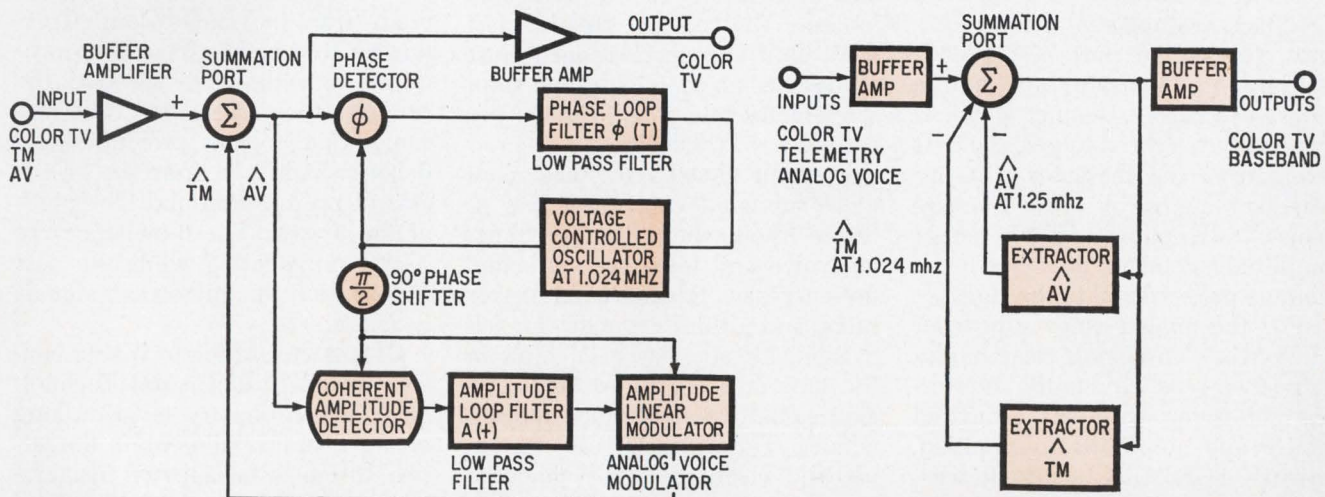 INPUT
COLOR TV
TM
AV
BUFFER
AMPLIFIER
+
SUMMATION
PORT
Σ
−
−
^
TM
^
AV
PHASE
DETECTOR
ϕ
BUFFER AMP
OUTPUT
COLOR
TV
PHASE LOOP
FILTER ϕ (T)
LOW PASS FILTER
VOLTAGE
CONTROLLED
OSCILLATOR
AT 1.024 MHZ
π
2
90° PHASE
SHIFTER
COHERENT
AMPLITUDE
DETECTOR
AMPLITUDE
LOOP FILTER
A (+)
LOW PASS
FILTER
AMPLITUDE
LINEAR
MODULATOR
ANALOG VOICE
MODULATOR
INPUTS
COLOR TV
TELEMETRY
ANALOG VOICE
BUFFER
AMP
+
SUMMATION
PORT
Σ
−
−
BUFFER
AMP
OUTPUTS
COLOR TV
BASEBAND
^
AV
AT 1.25 mhz
^
TM
AT 1.024 mhz
EXTRACTOR
^
AV
EXTRACTOR
^
TM